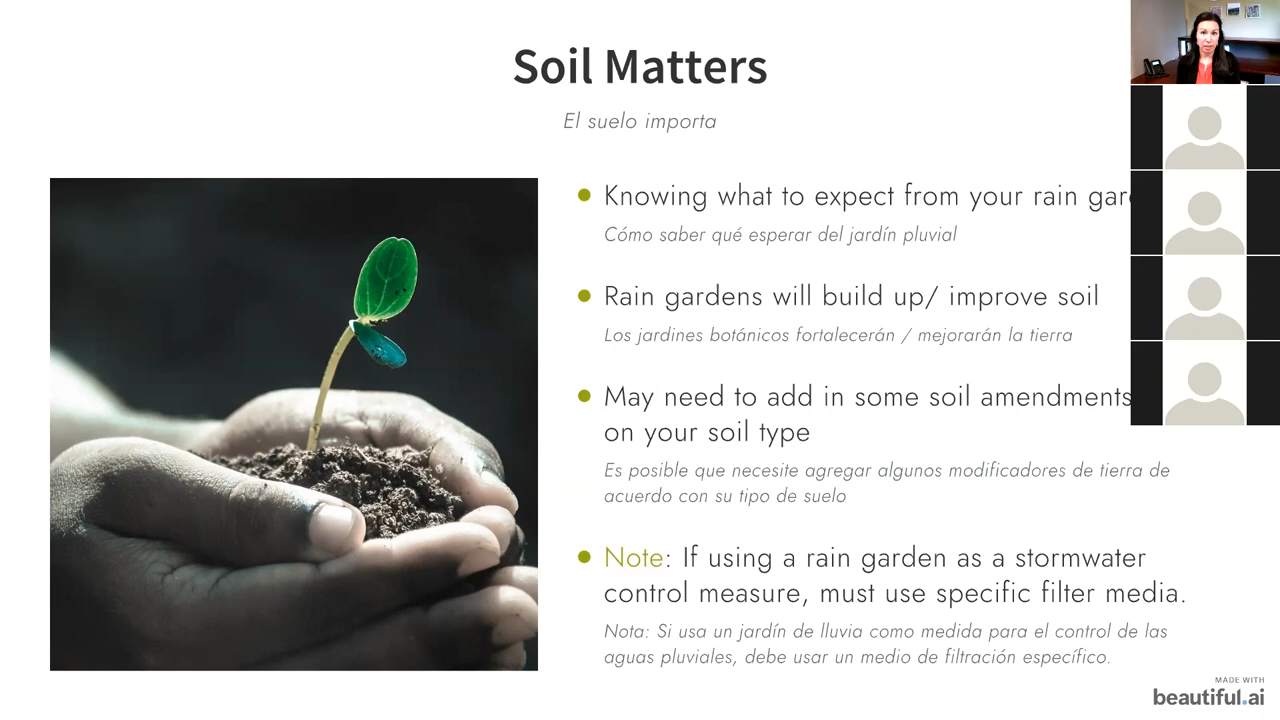 Soil Matters
El suelo importa
Knowing what to expect from your rain
Cómo saber qué esperar del jardín pluvial
Rain gardens will build up/ improve soil
Los jardines botánicos fortalecerán / mejorarán la tierra
May need to add in some soil amendments
on your soil type
Es posible que necesite agregar algunos modificadores de tierra de
acuerdo con su tipo de suelo
Note: If using a rain garden as a stormwater
control measure, must use specific filter media.
Nota: Si usa un jardín de lluvia como medida para el control de las
aguas pluviales, debe usar un medio de filtración específico.
MADE WITH
beautiful.ai